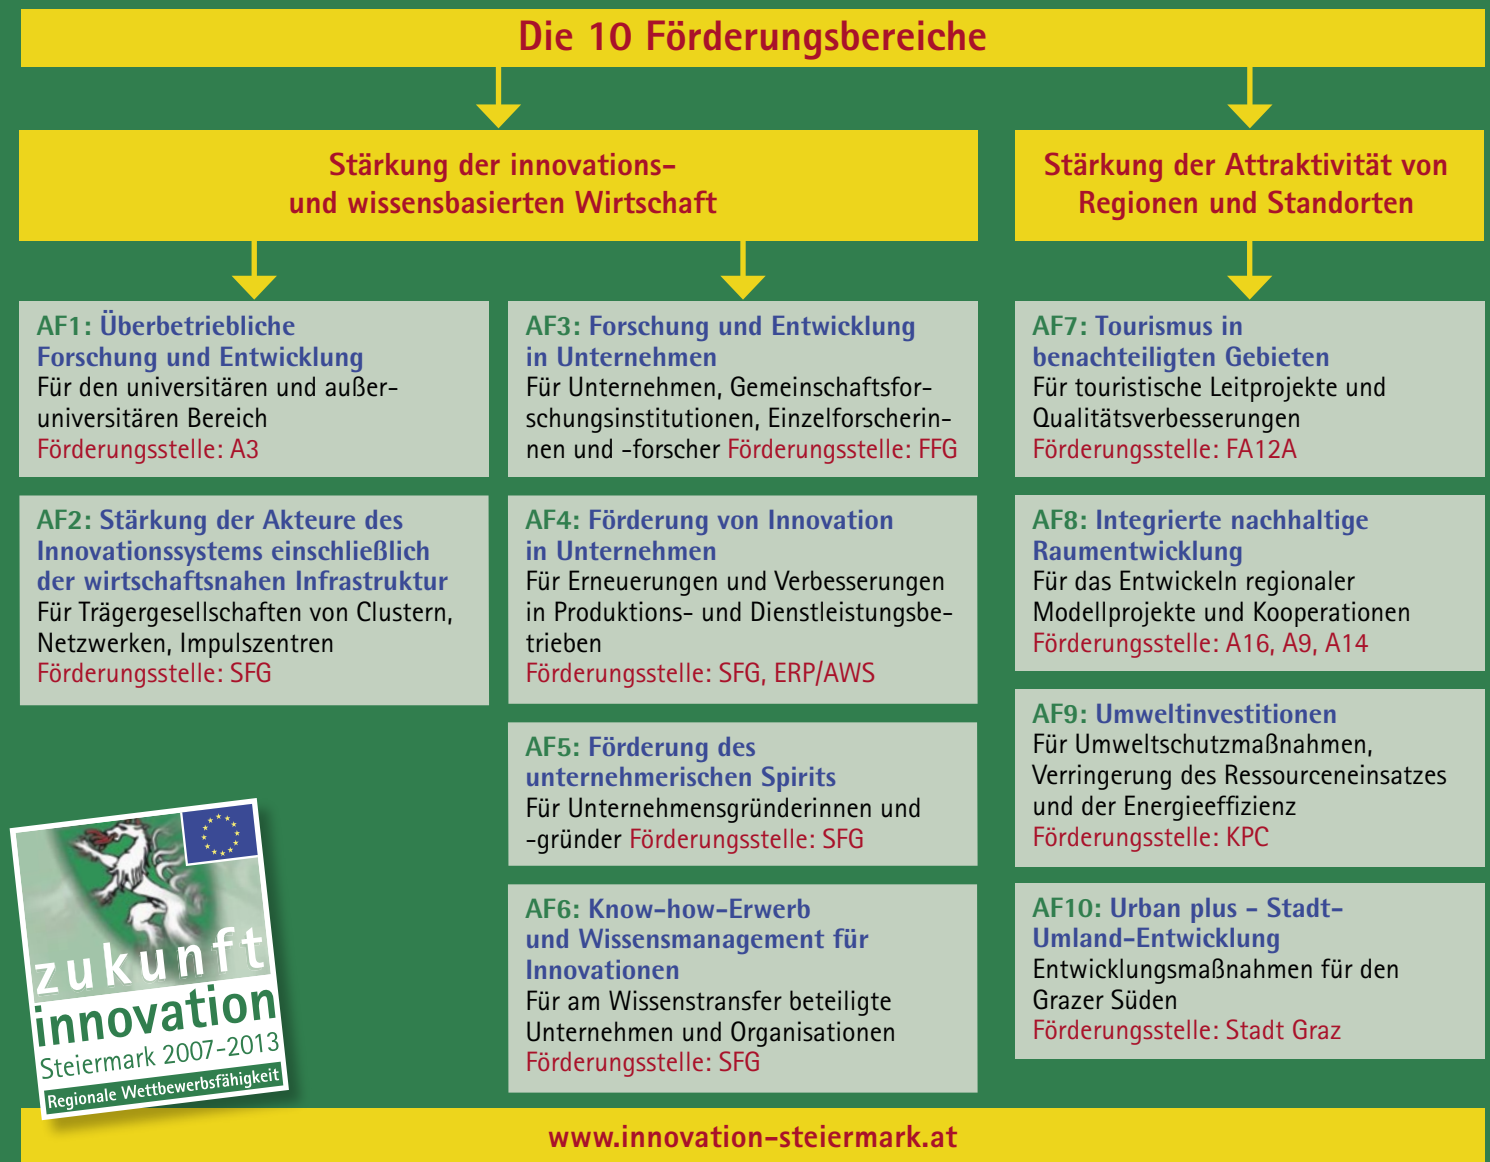 Die 10 Förderungsbereiche
Stärkung der innovations-
und wissensbasierten Wirtschaft
Stärkung der Attraktivität von
Regionen und Standorten
AF1: Überbetriebliche
Forschung und Entwicklung
Für den universitären und außer-
universitären Bereich
Förderungsstelle: A3
AF2: Stärkung der Akteure des
Innovationssystems einschließlich
der wirtschaftsnahen Infrastruktur
Für Trägergesellschaften von Clustern,
Netzwerken, Impulszentren
Förderungsstelle: SFG
AF3: Forschung und Entwicklung
in Unternehmen
Für Unternehmen, Gemeinschaftsfor-
schungsinstitutionen, Einzelforscherin-
nen und -forscher Förderungsstelle: FFG
AF4: Förderung von Innovation
in Unternehmen
Für Erneuerungen und Verbesserungen
in Produktions- und Dienstleistungsbe-
trieben
Förderungsstelle: SFG, ERP/AWS
AF5: Förderung des
unternehmerischen Spirits
Für Unternehmensgründerinnen und
-gründer Förderungsstelle: SFG
AF6: Know-how-Erwerb
und Wissensmanagement für
Innovationen
Für am Wissenstransfer beteiligte
Unternehmen und Organisationen
Förderungsstelle: SFG
AF7: Tourismus in
benachteiligten Gebieten
Für touristische Leitprojekte und
Qualitätsverbesserungen
Förderungsstelle: FA12A
AF8: Integrierte nachhaltige
Raumentwicklung
Für das Entwickeln regionaler
Modellprojekte und Kooperationen
Förderungsstelle: A16, A9, A14
AF9: Umweltinvestitionen
Für Umweltschutzmaßnahmen,
Verringerung des Ressourceneinsatzes
und der Energieeffizienz
Förderungsstelle: KPC
AF10: Urban plus - Stadt-
Umland-Entwicklung
Entwicklungsmaßnahmen für den
Grazer Süden
Förderungsstelle: Stadt Graz
zukunft
innovation
Steiermark 2007-2013
Regionale Wettbewerbsfähigkeit
www.innovation-steiermark.at